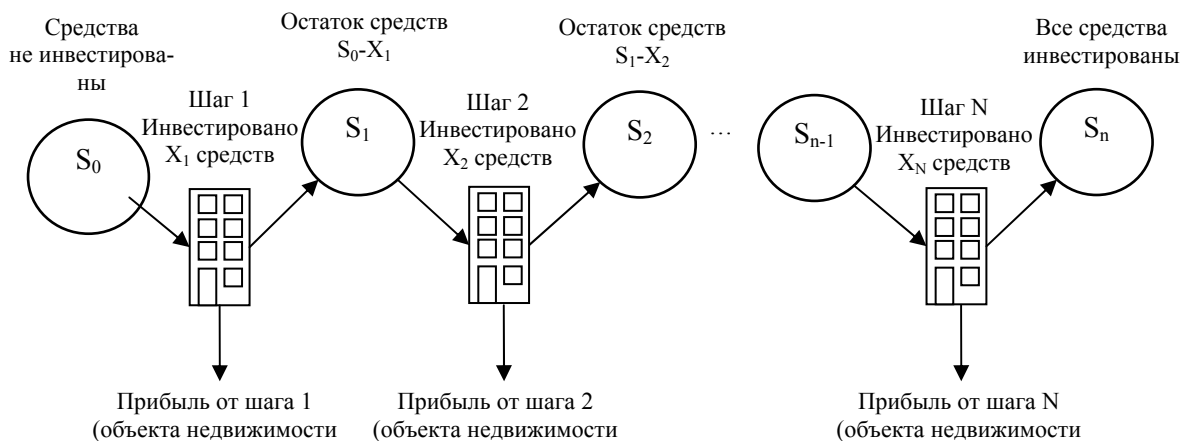 Средства
не инвестирова-
ны
Остаток средств
S0-X1
Остаток средств
S1-X2
Все средства
инвестированы
Шаг 1
Инвестировано
X1 средств
Шаг 2
Инвестировано
X2 средств
Шаг N
Инвестировано
XN средств
S0
S1
S2
...
Sn-1
Sn
Прибыль от шага 1
(объекта недвижимости
Прибыль от шага 2
(объекта недвижимости
Прибыль от шага N
(объекта недвижимости